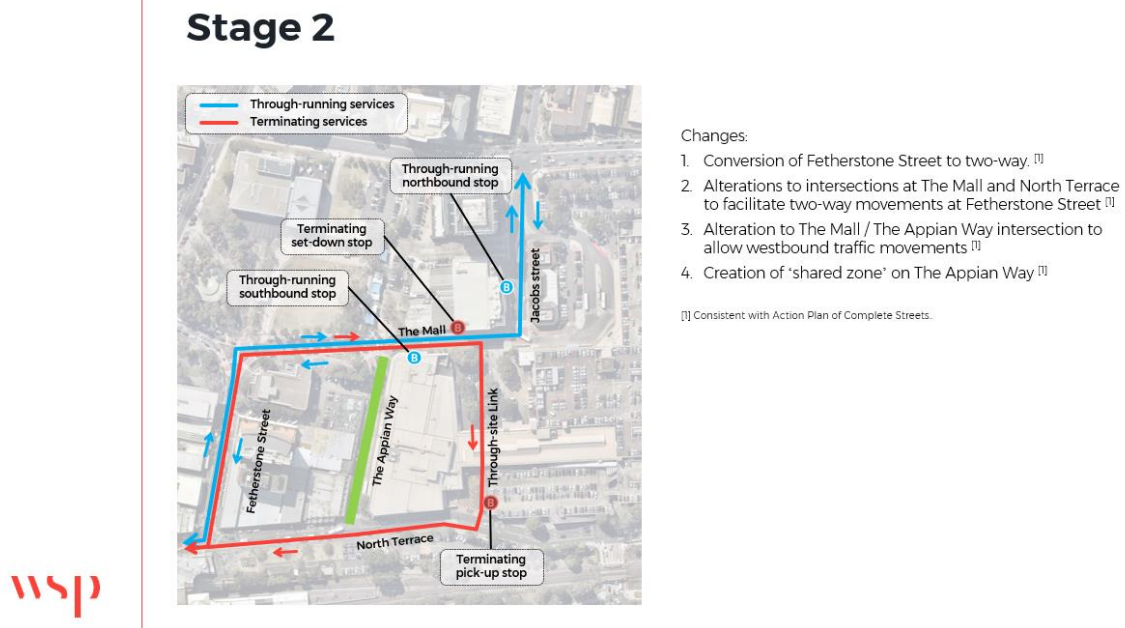 Stage 2
Through-running services
Terminating services
Through-running
northbound stop
Terminating
set-down stop
Through-running
southbound stop
Jacobs street
B
The Mall
B
B
Fetherstone Street
The Appian Way
Through-site Link
B
North Terrace
Terminating
pick-up stop
Changes:
1. Conversion of Fetherstone Street to two-way. [1]
2. Alterations to intersections at The Mall and North Terrace
to facilitate two-way movements at Fetherstone Street [1]
3. Alteration to The Mall / The Appian Way intersection to
allow westbound traffic movements [1]
4. Creation of ‘shared zone’ on The Appian Way [1]
[1] Consistent with Action Plan of Complete Streets.
wsp